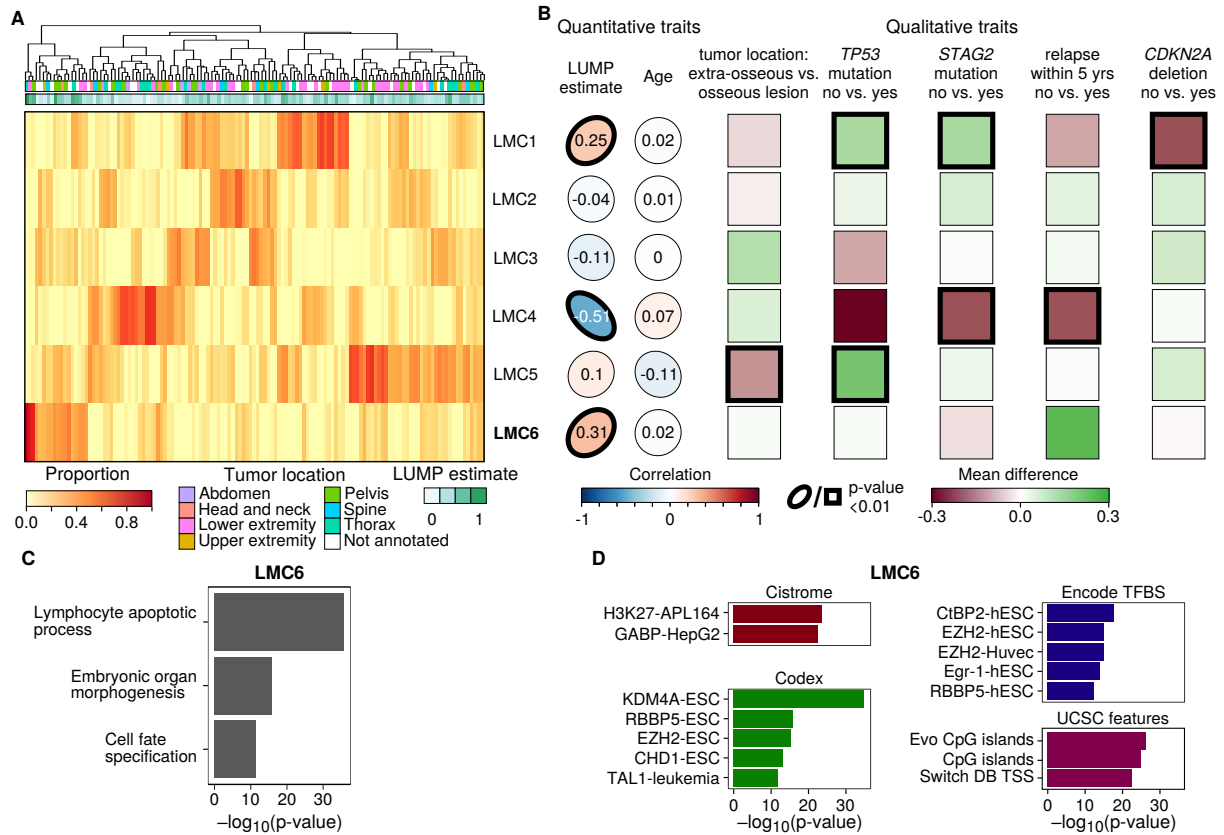 A
LMC1
LMC2
LMC3
LMC4
LMC5
LMC6
Proportion
0.0 0.8
Tumor location
Abdomen
Head and neck
Lower extremity
Upper extremity
Pelvis
Spine
Thorax
Not annotated
LUMP estimate
0 1
B
Quantitative traits
Qualitative traits
LUMP
estimate
Age
tumor location:
extra-osseous vs.
osseous lesion
TP53
mutation
no vs. yes
STAG2
mutation
no vs. yes
relapse
within 5 yrs
no vs. yes
CDKN2A
deletion
no vs. yes
0.25 0.02
-0.04 0.01
-0.11 0
-0.51 0.07
0.1 -0.11
0.31 0.02
Correlation
-1 0 1
/ p-value
<0.01
Mean difference
-0.3 0.0 0.3
C
LMC6
Lymphocyte apoptotic
process
Embryonic organ
morphogenesis
Cell fate
specification
0 10 20 30
−log10(p-value)
D
LMC6
Cistrome
H3K27-APL164
GABP-HepG2
Codex
KDM4A-ESC
RBBP5-ESC
EZH2-ESC
CHD1-ESC
TAL1-leukemia
0 10 20 30
−log10(p-value)
Encode TFBS
CtBP2-hESC
EZH2-hESC
EZH2-Huvec
Egr-1-hESC
RBBP5-hESC
UCSC features
Evo CpG islands
CpG islands
Switch DB TSS
0 10 20 30
−log10(p-value)